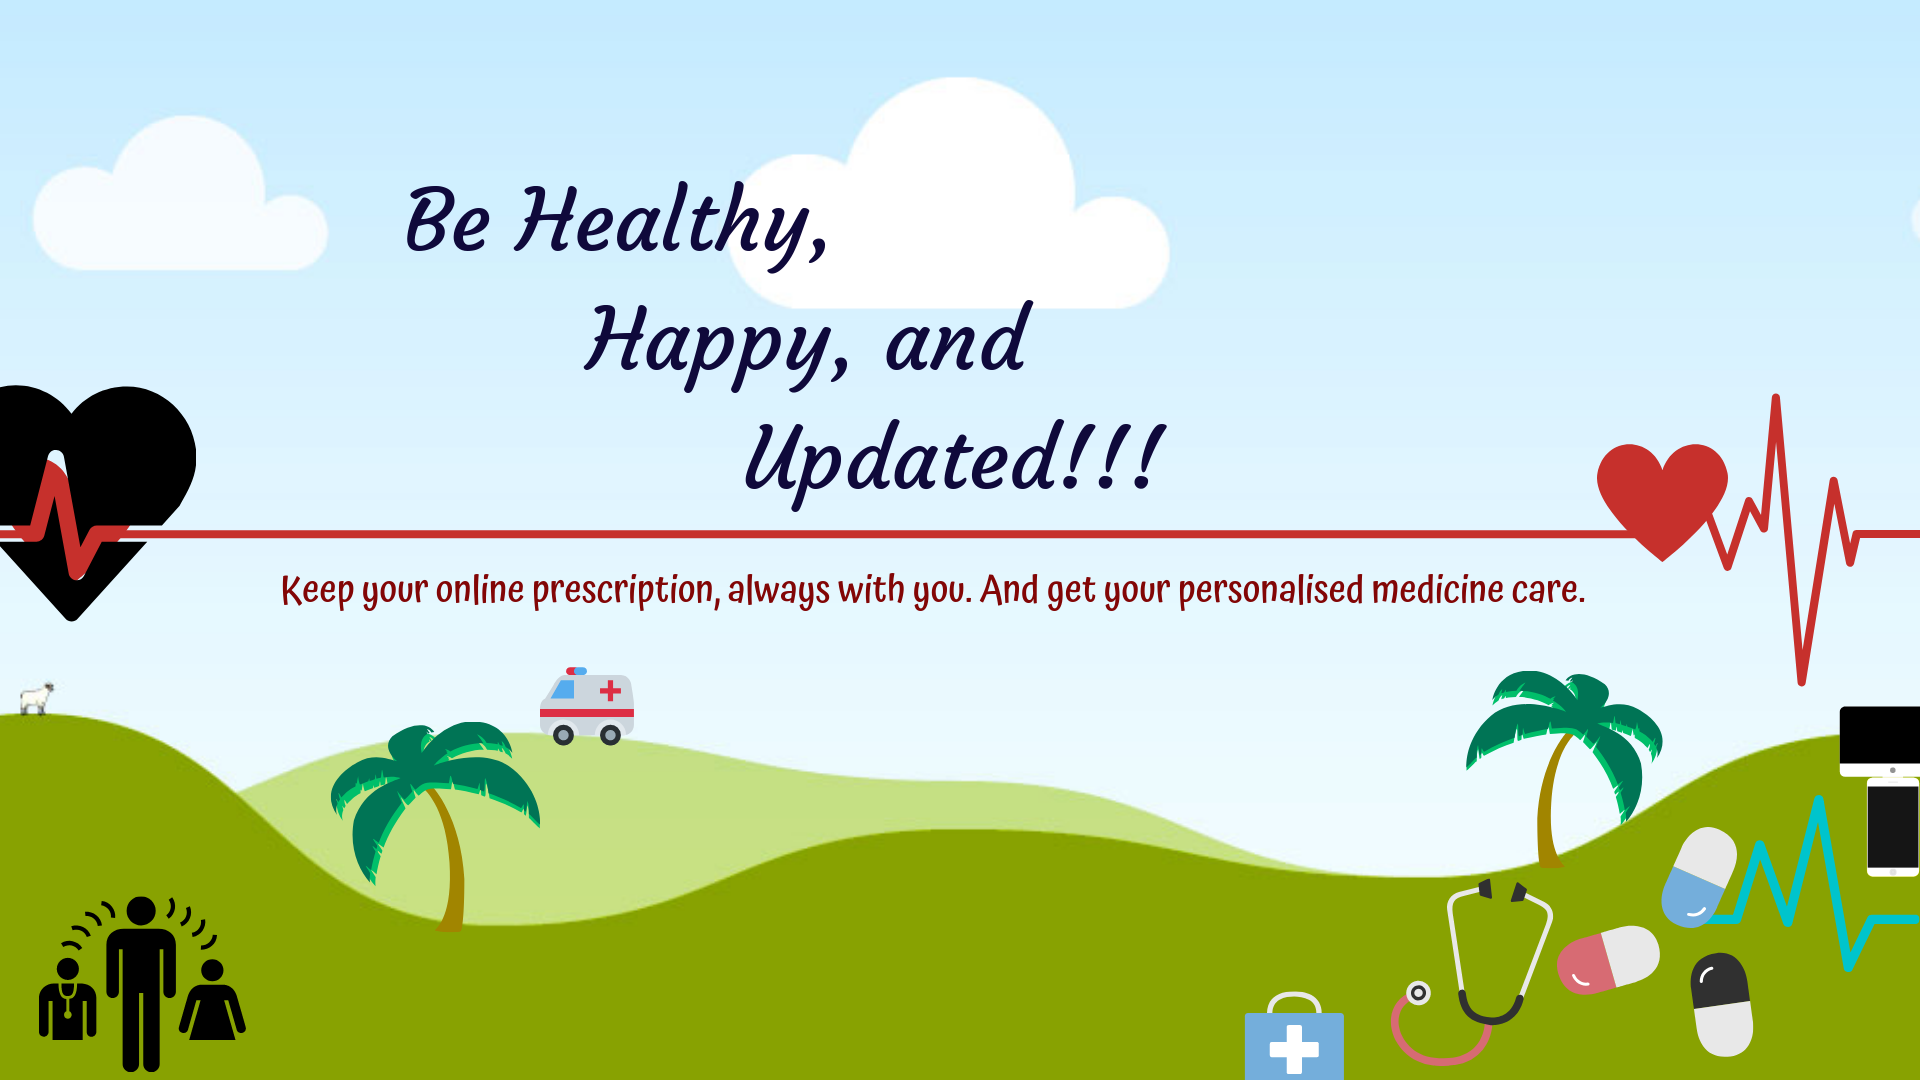 Be Healthy,
Happy, and
Updated!!!
Keep your online prescription, always with you. And get your personalised medicine care.